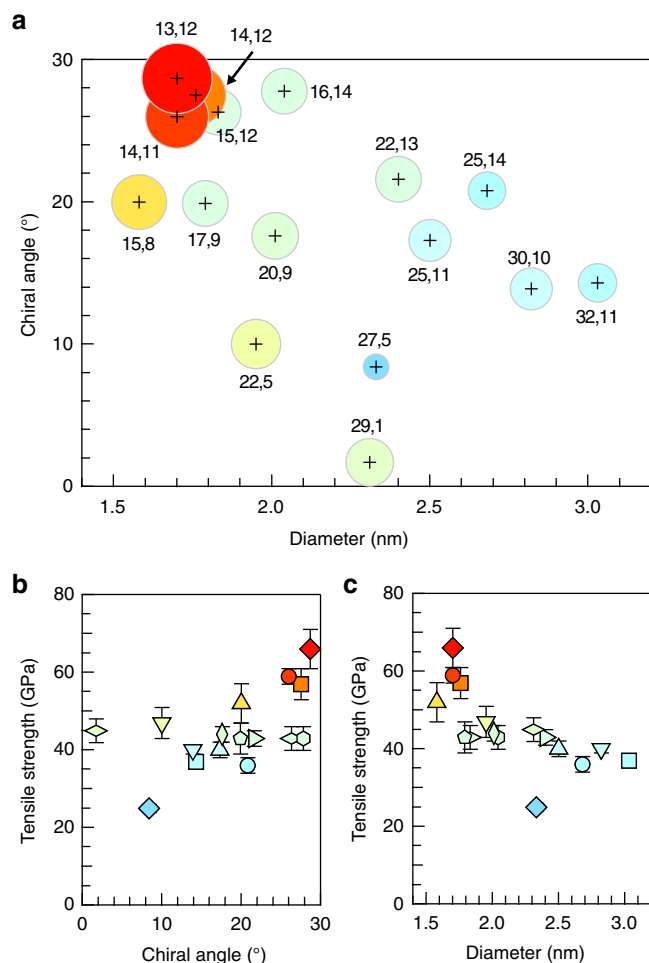 a
13,12
14,12
30
16,14
15,12
14,11
22,13
25,14
20
15,8
17,9
20,9
25,11
30,10
32,11
Chiral angle (°)
10
27,5
22,5
29,1
0
1.5 2.0 2.5 3.0
Diameter (nm)
b
80
60
40
20
0
Tensile strength (GPa)
0 10 20 30
Chiral angle (°)
c
80
60
40
20
0
Tensile strength (GPa)
1.5 2.0 2.5 3.0
Diameter (nm)